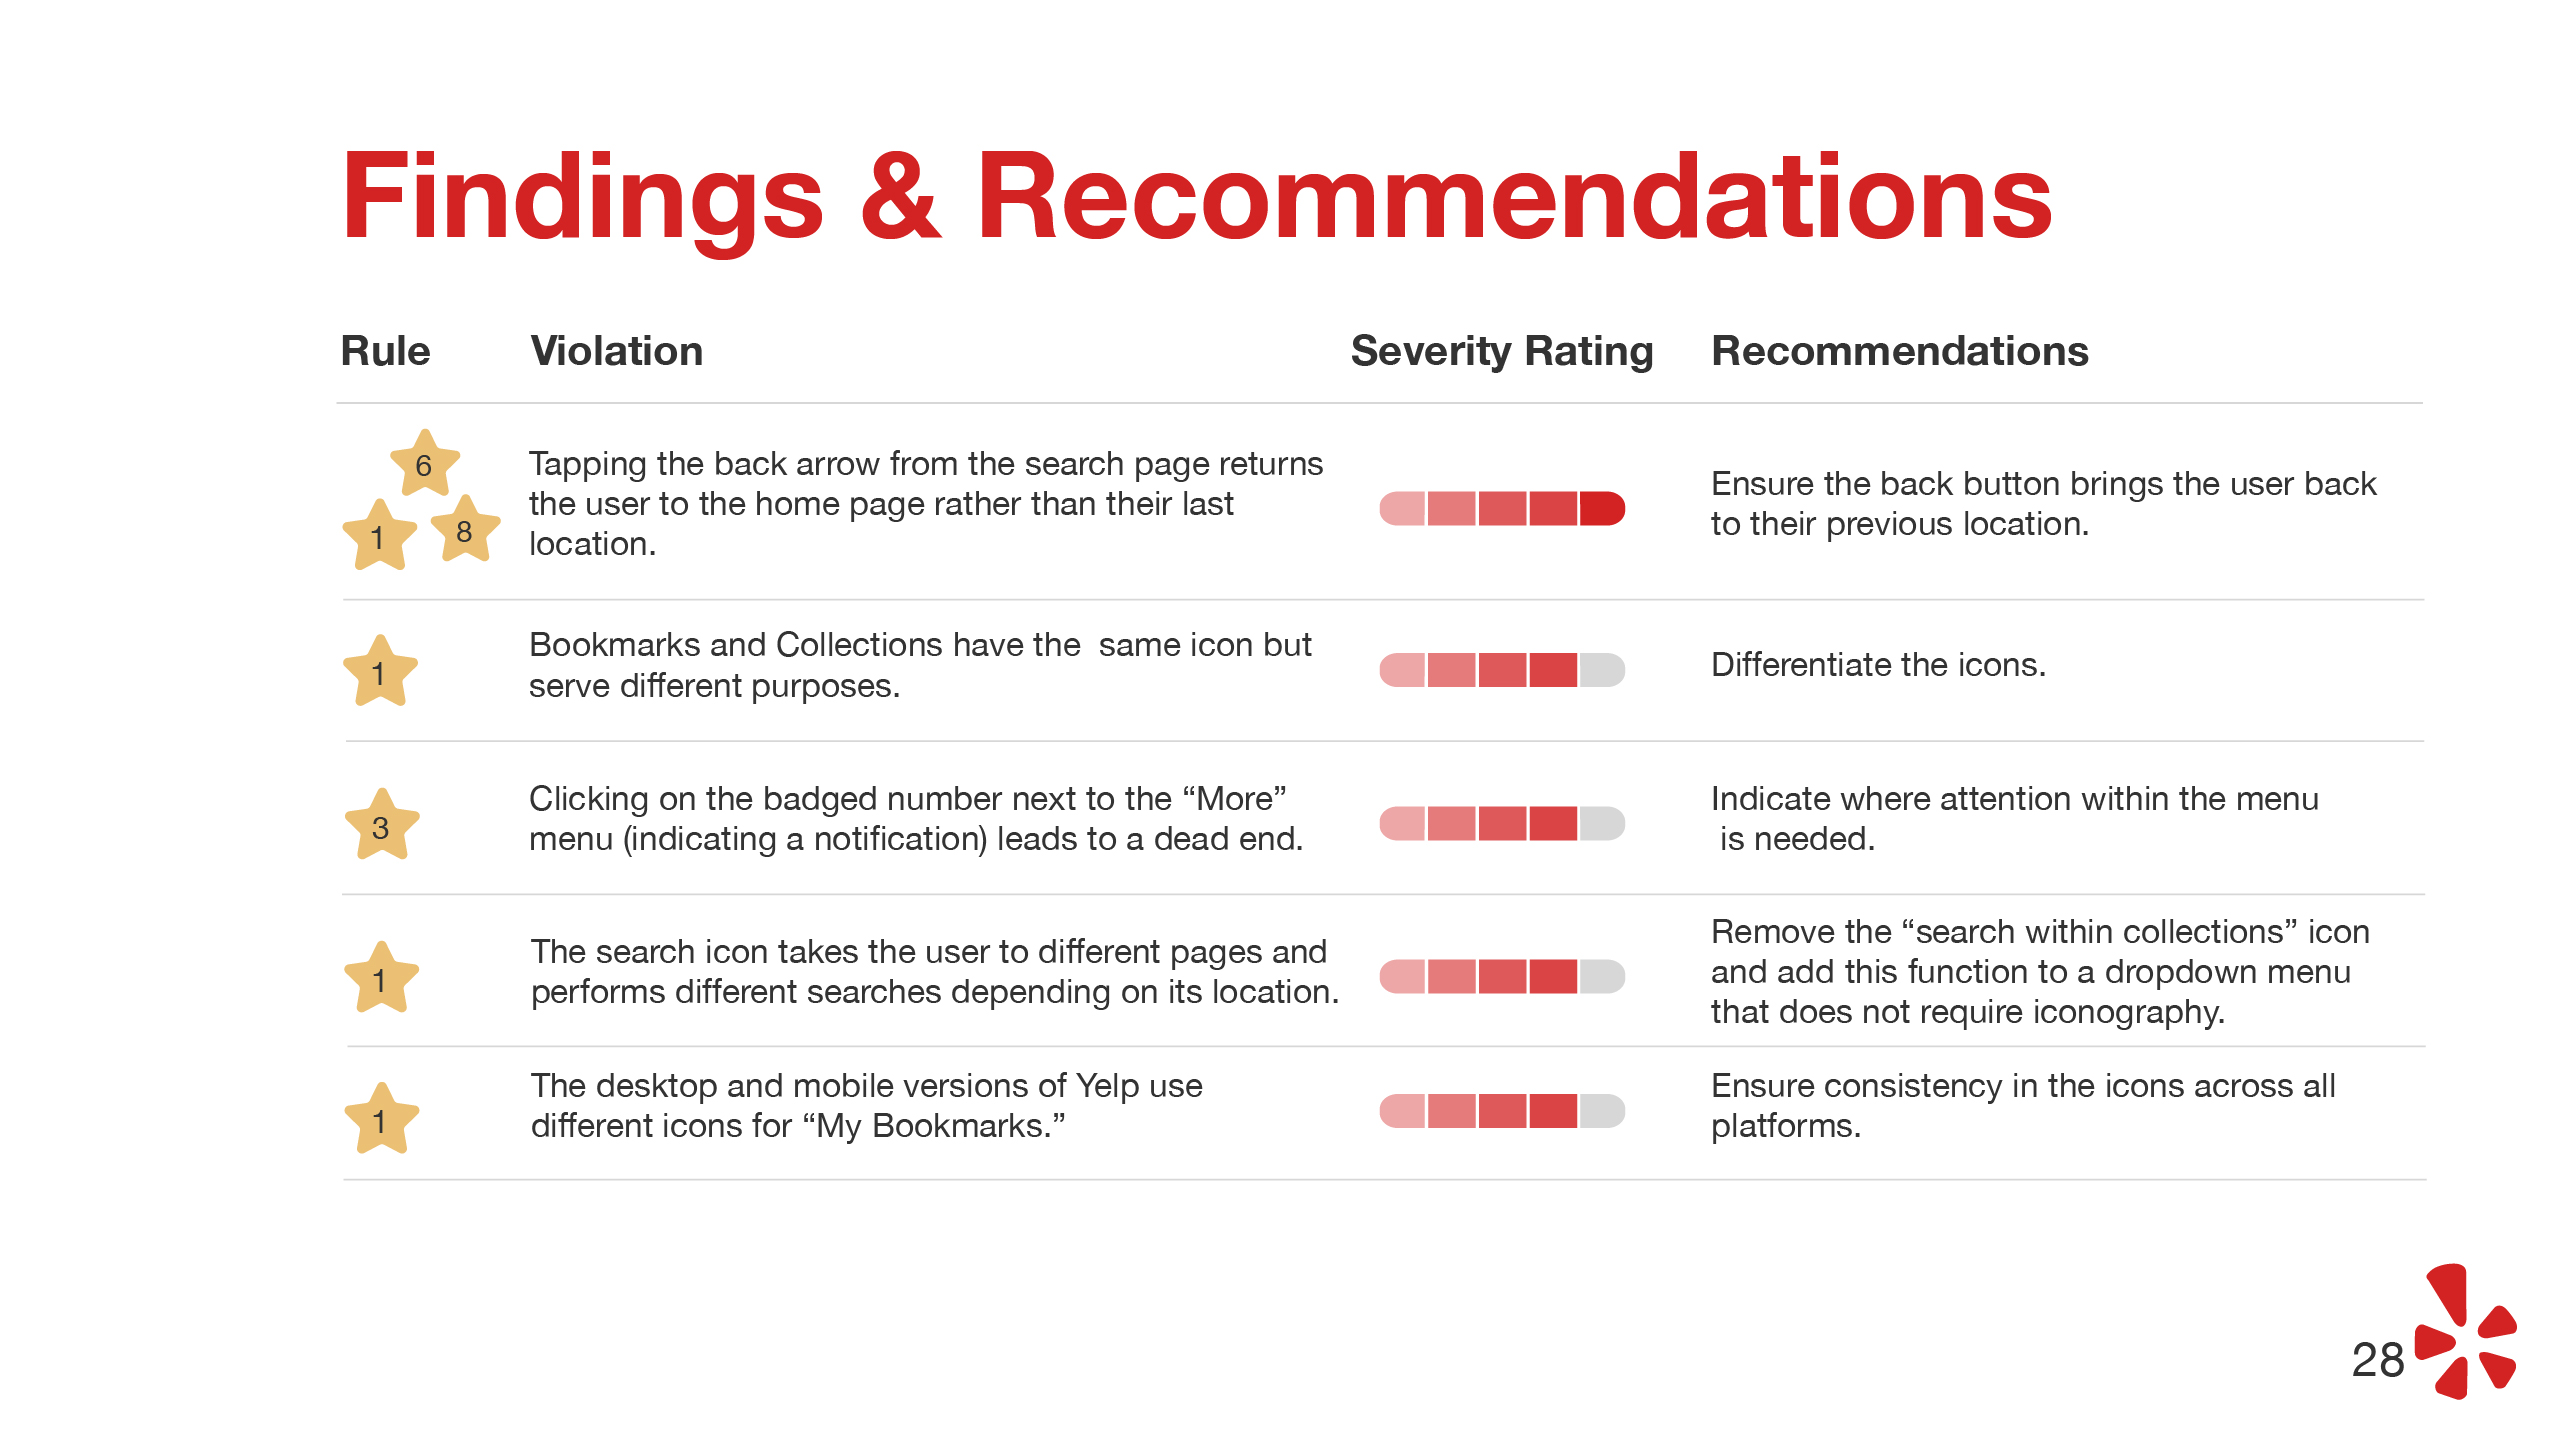 Findings & Recommendations
Rule Violation Severity Rating Recommendations
6
1 8
Tapping the back arrow from the search page returns
the user to the home page rather than their last
location.
Ensure the back button brings the user back
to their previous location.
1
Bookmarks and Collections have the  same icon but
serve different purposes.
Differentiate the icons.
3
Clicking on the badged number next to the “More”
menu (indicating a notification) leads to a dead end.
Indicate where attention within the menu
is needed.
1
The search icon takes the user to different pages and
performs different searches depending on its location.
Remove the “search within collections” icon
and add this function to a dropdown menu
that does not require iconography.
1
The desktop and mobile versions of Yelp use
different icons for “My Bookmarks.”
Ensure consistency in the icons across all
platforms.
28